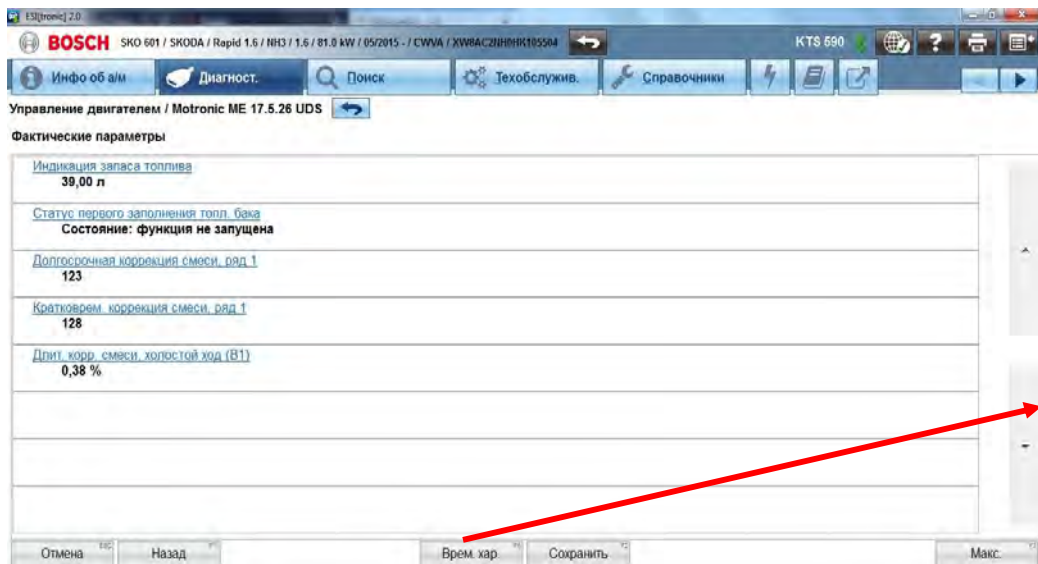 ESI[tronic] 2.0
BOSCH SKO 601 / SKODA / Rapid 1.6 / NH3 / 1.6 / 81.0 kW / 05/2015 - / CWVA / XW8AC2NH0HK105504 KTS 590
Инфо об а/м Диагност. Поиск Техобслужив. Справочники
Управление двигателем / Motronic ME 17.5.26 UDS
Фактические параметры
Индикация запаса топлива
39,00 л
Статус первого заполнения топл. бака
Состояние: функция не запущена
Долгосрочная коррекция смеси, ряд 1
123
Кратковрем. коррекция смеси, ряд 1
128
Длит. корр. смеси, холостой ход (В1)
0,38 %
Отмена Назад Врем. хар Сохранить Макс.